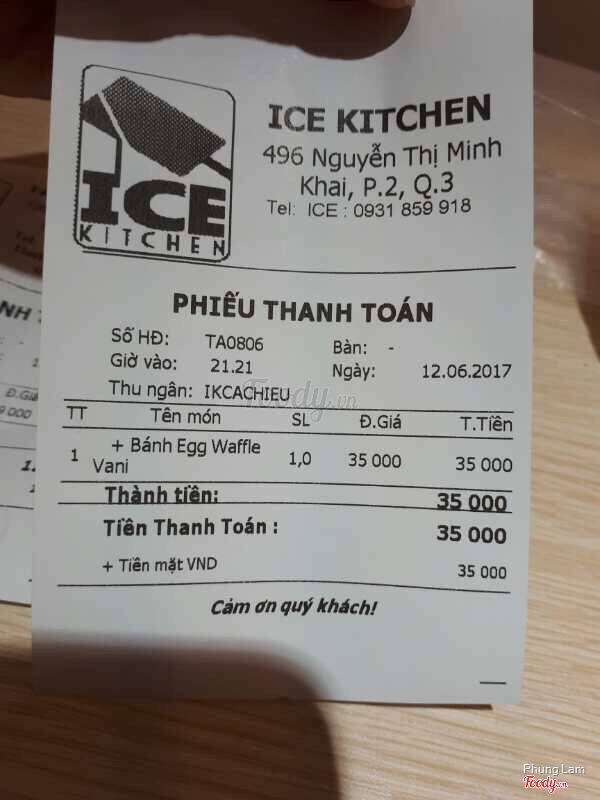 ICE
KITCHEN
ICE KITCHEN
496 Nguyễn Thị Minh
Khai, P.2, Q.3
Tel: ICE : 0931 859 918
PHIẾU THANH TOÁN
Số HĐ: TA0806 Bàn: -
Giờ vào: 21.21 Ngày: 12.06.2017
Thu ngân: IKCACHIEU
Foody.vn
TT Tên món SL Đ.Giá T.Tiền
1 + Bánh Egg Waffle 1,0 35 000 35 000
Vani
Thành tiền: 35 000
Tiền Thanh Toán : 35 000
+ Tiền mặt VND 35 000
Cảm ơn quý khách!
Đ.Giá
Phung Lam
Foody.vn